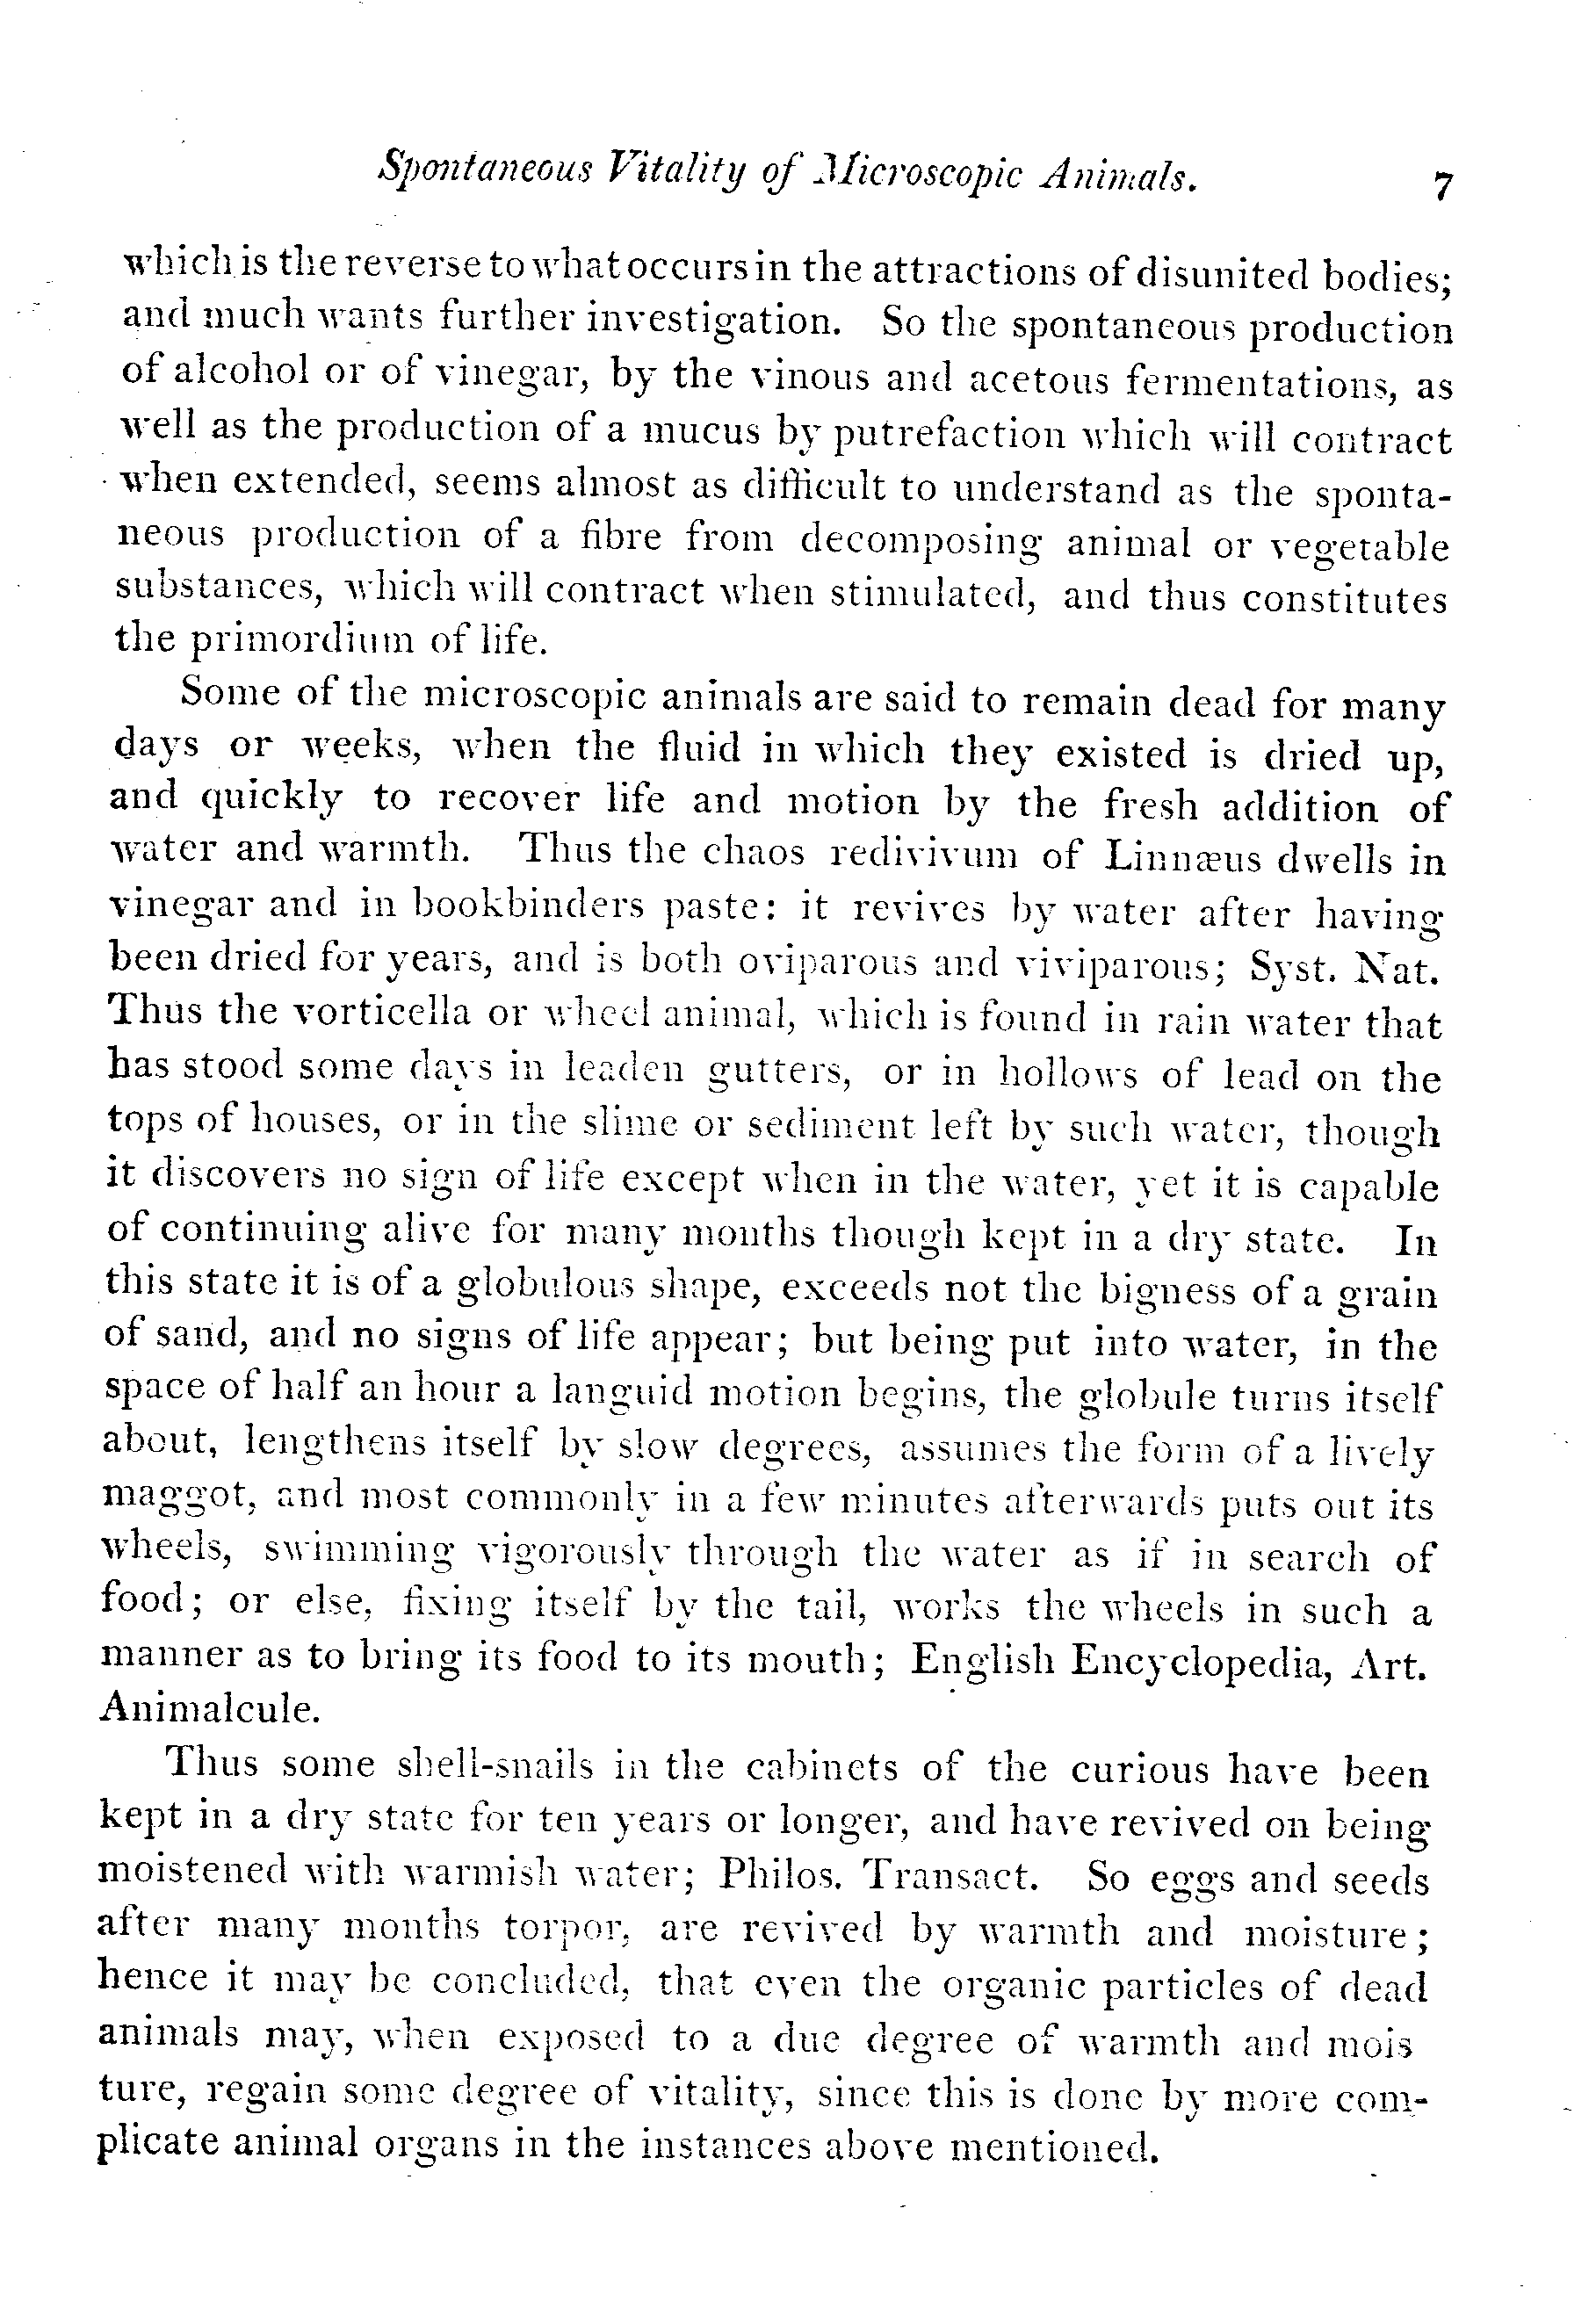 Spontaneous Vitality of Microscopic Animals. 7
which is the reverse to what occurs in the attractions of disunited bodies;
and much wants further investigation. So the spontaneous production
of alcohol or of vinegar, by the vinous and acetous fermentations, as
well as the production of a mucus by putrefaction which will contract
when extended, seems almost as difficult to understand as the sponta-
neous production of a fibre from decomposing animal or vegetable
substances, which will contract when stimulated, and thus constitutes
the primordium of life.
Some of the microscopic animals are said to remain dead for many
days or weeks, when the fluid in which they existed is dried up,
and quickly to recover life and motion by the fresh addition of
water and warmth. Thus the chaos redivivum of Linnæus dwells in
vinegar and in bookbinders paste: it revives by water after having
been dried for years, and is both oviparous and viviparous; Syst. Nat.
Thus the vorticella or wheel animal, which is found in rain water that
has stood some days in leaden gutters, or in hollows of lead on the
tops of houses, or in the slime or sediment left by such water, though
it discovers no sign of life except when in the water, yet it is capable
of continuing alive for many months though kept in a dry state. In
this state it is of a globulous shape, exceeds not the bigness of a grain
of sand, and no signs of life appear; but being put into water, in the
space of half an hour a languid motion begins, the globule turns itself
about, lengthens itself by slow degrees, assumes the form of a lively
maggot, and most commonly in a few minutes afterwards puts out its
wheels, swimming vigorously through the water as if in search of
food; or else, fixing itself by the tail, works the wheels in such a
manner as to bring its food to its mouth; English Encyclopedia, Art.
Animalcule.
Thus some shell-snails in the cabinets of the curious have been
kept in a dry state for ten years or longer, and have revived on being
moistened with warmish water; Philos. Transact. So eggs and seeds
after many months torpor, are revived by warmth and moisture;
hence it may be concluded, that even the organic particles of dead
animals may, when exposed to a due degree of warmth and mois
ture, regain some degree of vitality, since this is done by more com-
plicate animal organs in the instances above mentioned.